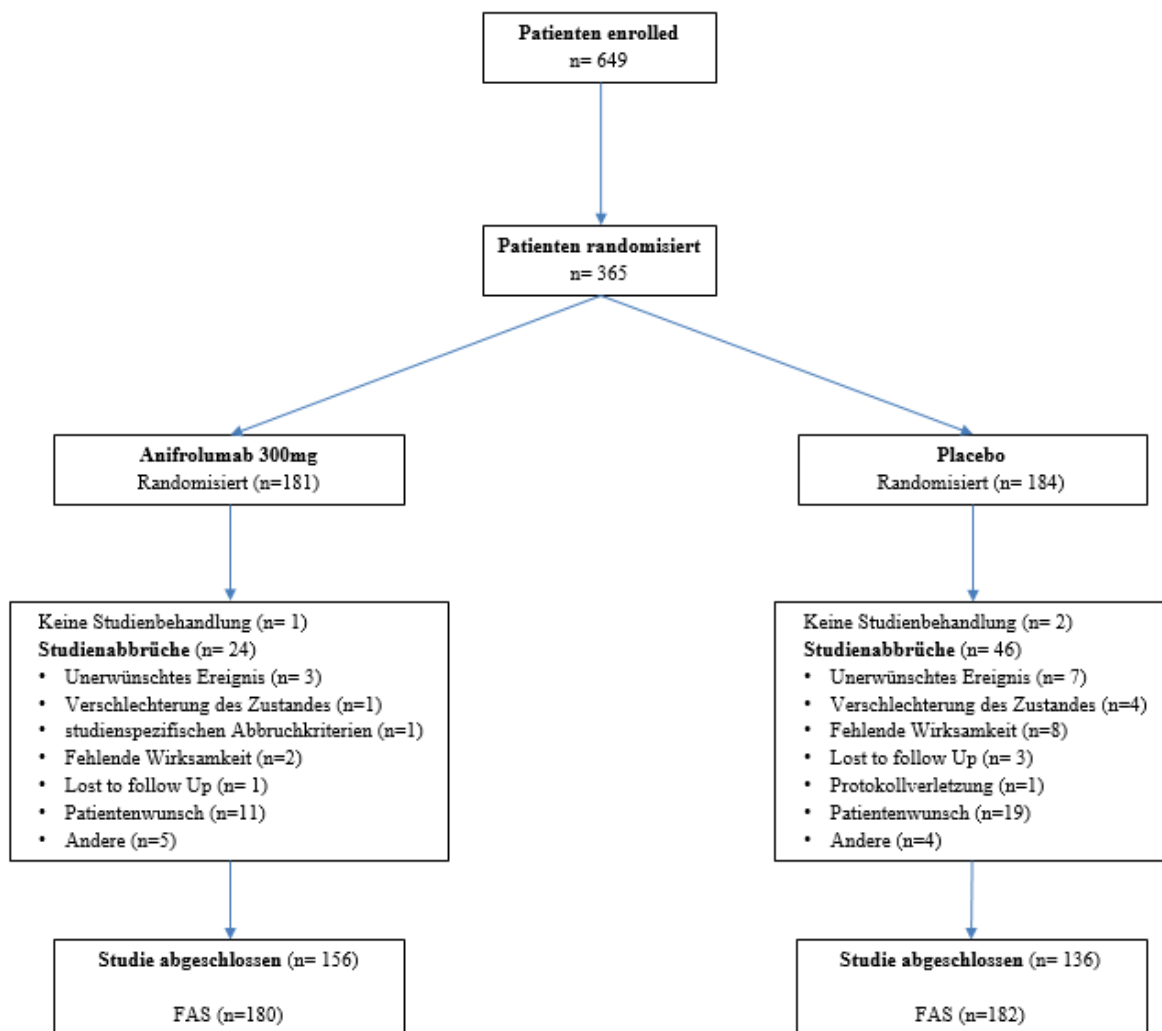 Patienten enrolled
n= 649
Patienten randomisiert
n= 365
Anifrolumab 300mg
Randomisiert (n=181)
Placebo
Randomisiert (n= 184)
Keine Studienbehandlung (n= 1)
Studienabbrüche (n= 24)
• Unerwünschtes Ereignis (n= 3)
• Verschlechterung des Zustandes (n=1)
• studienspezifischen Abbruchkriterien (n=1)
• Fehlende Wirksamkeit (n=2)
• Lost to follow Up (n= 1)
• Patientenwunsch (n=11)
• Andere (n=5)
Keine Studienbehandlung (n= 2)
Studienabbrüche (n= 46)
• Unerwünschtes Ereignis (n= 7)
• Verschlechterung des Zustandes (n=4)
• Fehlende Wirksamkeit (n=8)
• Lost to follow Up (n= 3)
• Protokollverletzung (n=1)
• Patientenwunsch (n=19)
• Andere (n=4)
Studie abgeschlossen (n= 156)
FAS (n=180)
Studie abgeschlossen (n= 136)
FAS (n=182)